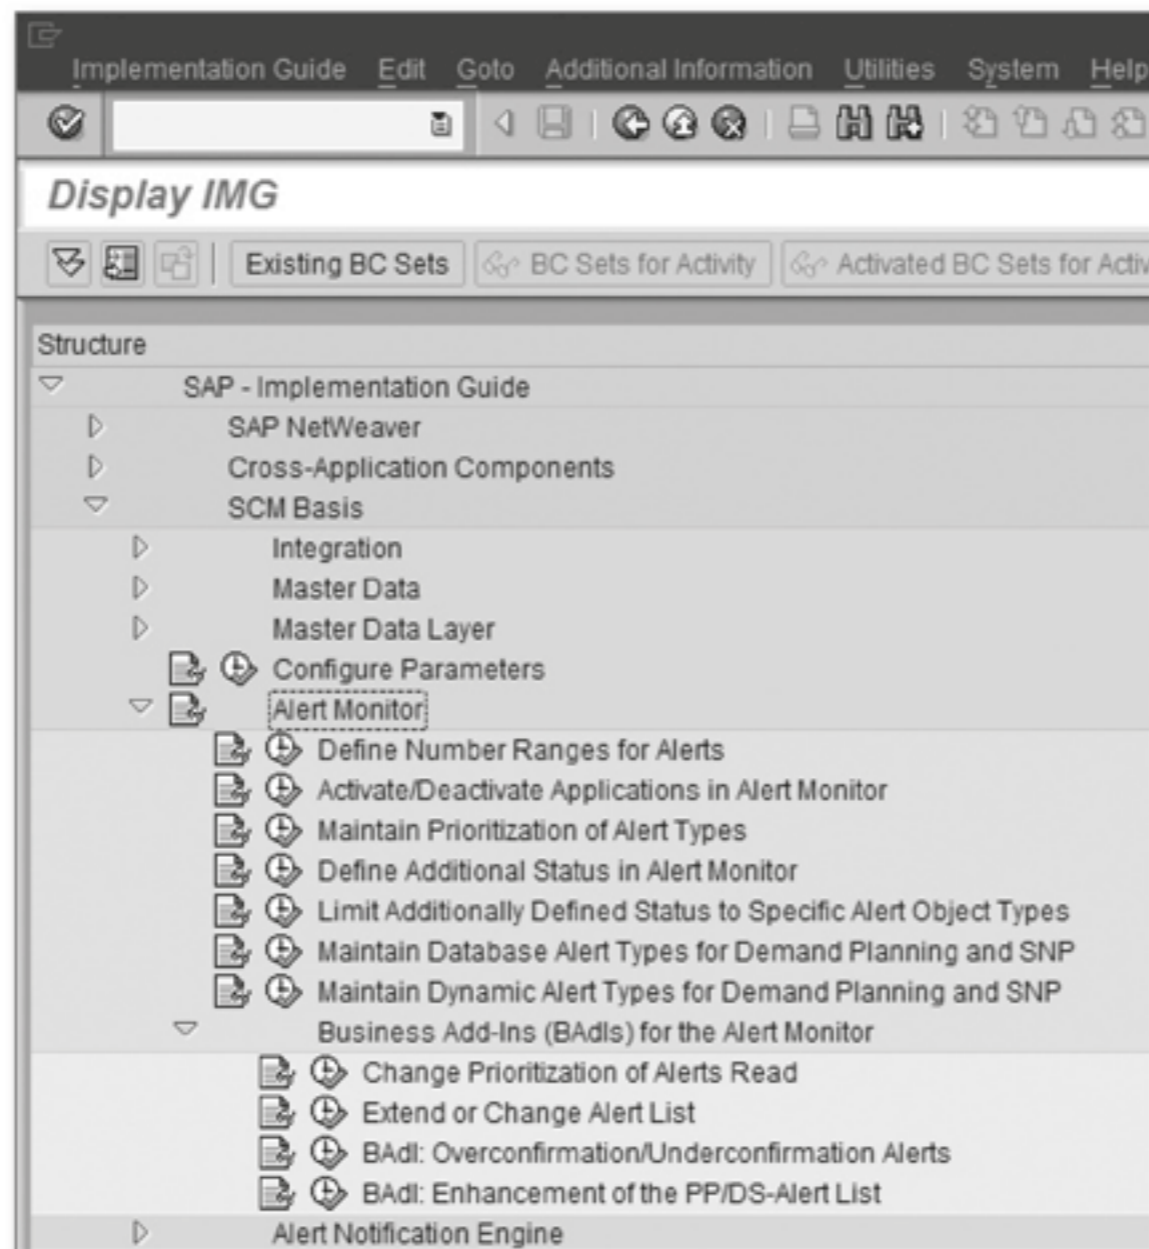 Implementation Guide Edit Goto Additional Information Utilities System Help
Display IMG
Existing BC Sets BC Sets for Activity Activated BC Sets for Activ
Structure
SAP - Implementation Guide
SAP NetWeaver
Cross-Application Components
SCM Basis
Integration
Master Data
Master Data Layer
Configure Parameters
Alert Monitor
Define Number Ranges for Alerts
Activate/Deactivate Applications in Alert Monitor
Maintain Prioritization of Alert Types
Define Additional Status in Alert Monitor
Limit Additionally Defined Status to Specific Alert Object Types
Maintain Database Alert Types for Demand Planning and SNP
Maintain Dynamic Alert Types for Demand Planning and SNP
Business Add-Ins (BAdIs) for the Alert Monitor
Change Prioritization of Alerts Read
Extend or Change Alert List
BAdI: Overconfirmation/Underconfirmation Alerts
BAdI: Enhancement of the PP/DS-Alert List
Alert Notification Engine